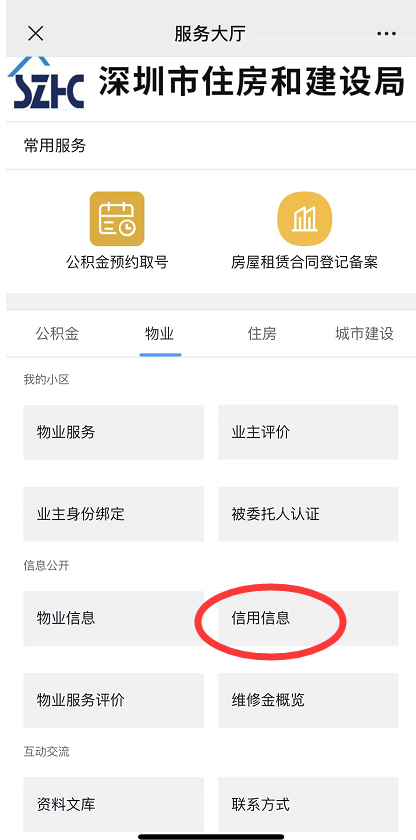 服务大厅
SZHC 深圳市住房和建设局
常用服务
公积金预约取号 房屋租赁合同登记备案
公积金 物业 住房 城市建设
我的小区
物业服务 业主评价
业主身份绑定 被委托人认证
信息公开
物业信息 信用信息
物业服务评价 维修金概览
互动交流
资料文库 联系方式